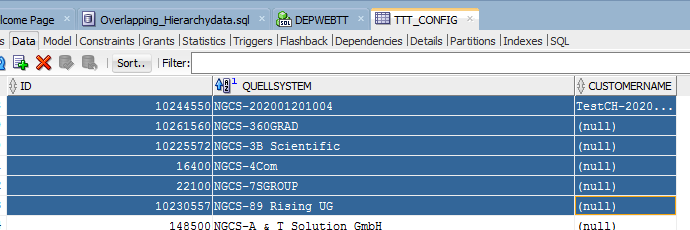 lcome Page Overlapping_Hierarchydata.sql DEPWEBTT TTT_CONFIG
s Data Model Constraints Grants Statistics Triggers Flashback Dependencies Details Partitions Indexes SQL
Sort.. Filter:
ID 1 QUELLSYSTEM CUSTOMERNAME
10244550 NGCS-202001201004 TestCH-2020...
10261560 NGCS-360GRAD (null)
10225572 NGCS-3B Scientific (null)
16400 NGCS-4Com (null)
22100 NGCS-7SGROUP (null)
10230557 NGCS-89 Rising UG (null)
148500 NGCS-A & T Solution GmbH (null)